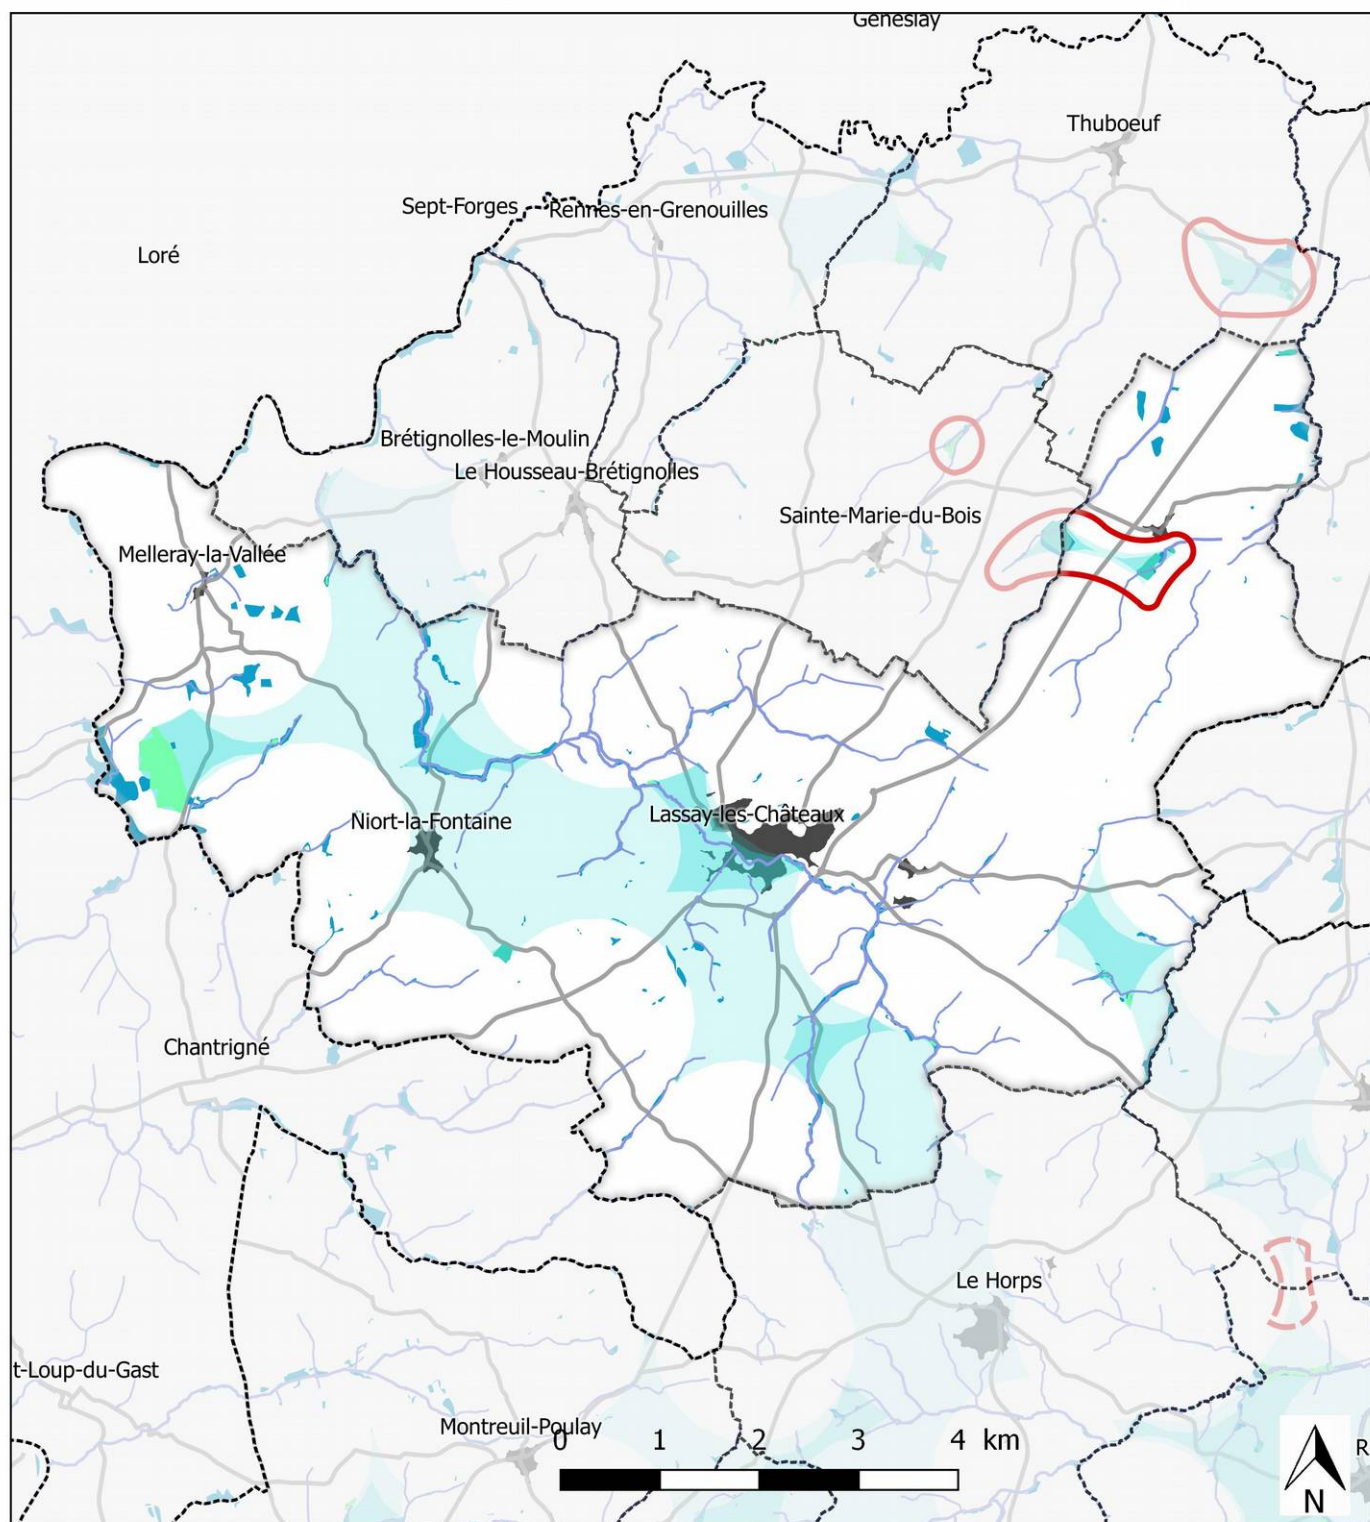 Geneslay
Thuboeuf
Sept-Forges
Rennes-en-Grenouilles
Loré
Brétignolles-le-Moulin
Le Housseau-Brétignolles
Sainte-Marie-du-Bois
Melleray-la-Vallée
Niort-la-Fontaine
Lassay-les-Châteaux
Chantrigné
Le Horps
t-Loup-du-Gast
Montreuil-Poulay
0 1 2 3 4 km
R
N